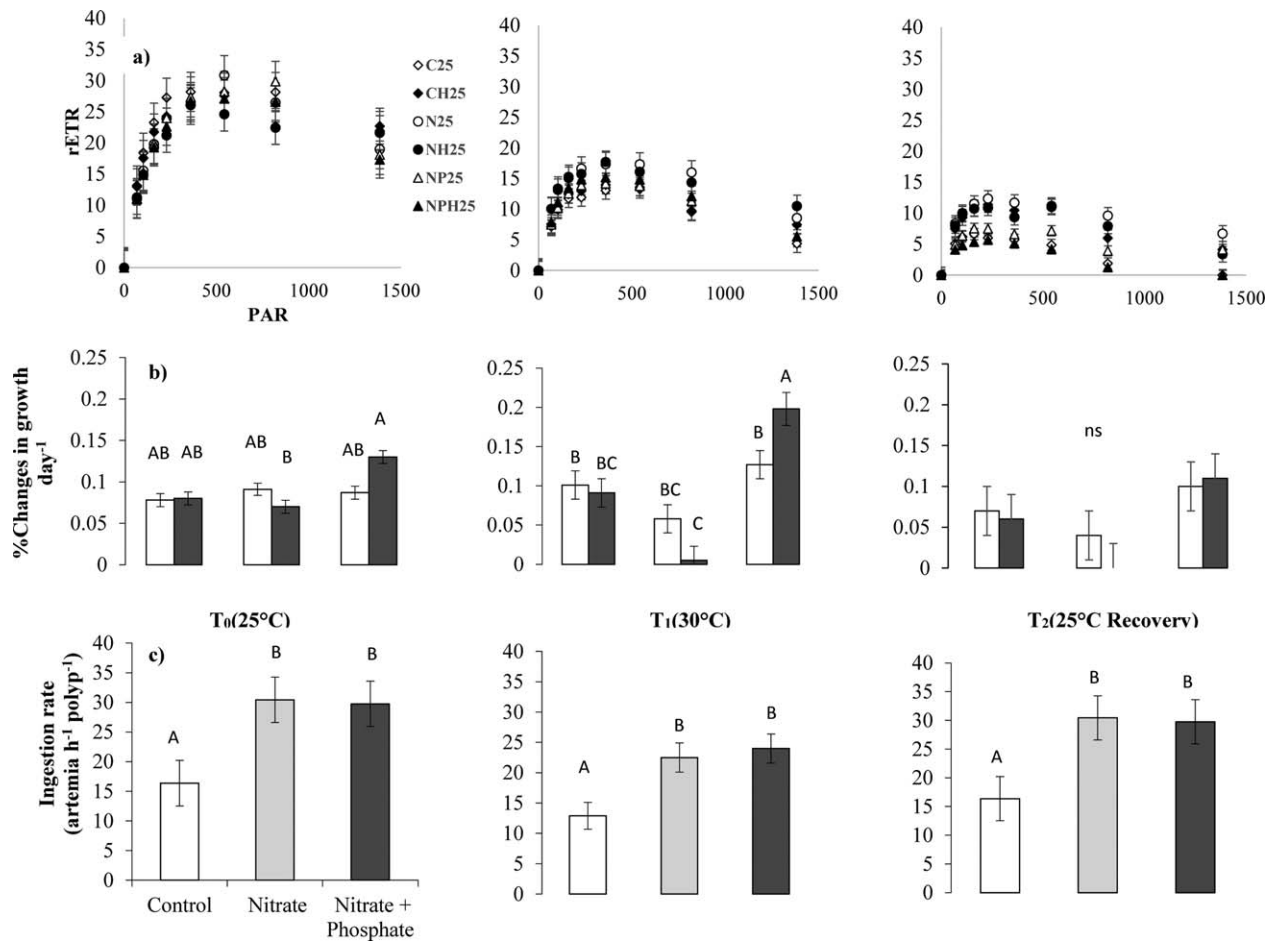 a)
rETR
40
35
30
25
20
15
10
5
0
0 500 1000 1500
PAR
C25
CH25
N25
NH25
NP25
NPH25
40
35
30
25
20
15
10
5
0
0 500 1000 1500
40
35
30
25
20
15
10
5
0
0 500 1000 1500
b)
%Changes in growth
day-1
0.25
0.2
0.15
0.1
0.05
0
AB AB AB B AB A
0.25
0.2
0.15
0.1
0.05
0
B BC BC C B A
0.25
0.2
0.15
0.1
0.05
0
ns
T0(25°C)
T1(30°C)
T2(25°C Recovery)
c)
Ingestion rate
(artemia h-1 polyp-1)
40
35
30
25
20
15
10
5
0
A B B
Control Nitrate Nitrate +
Phosphate
40
35
30
25
20
15
10
5
0
A B B
40
35
30
25
20
15
10
5
0
A B B